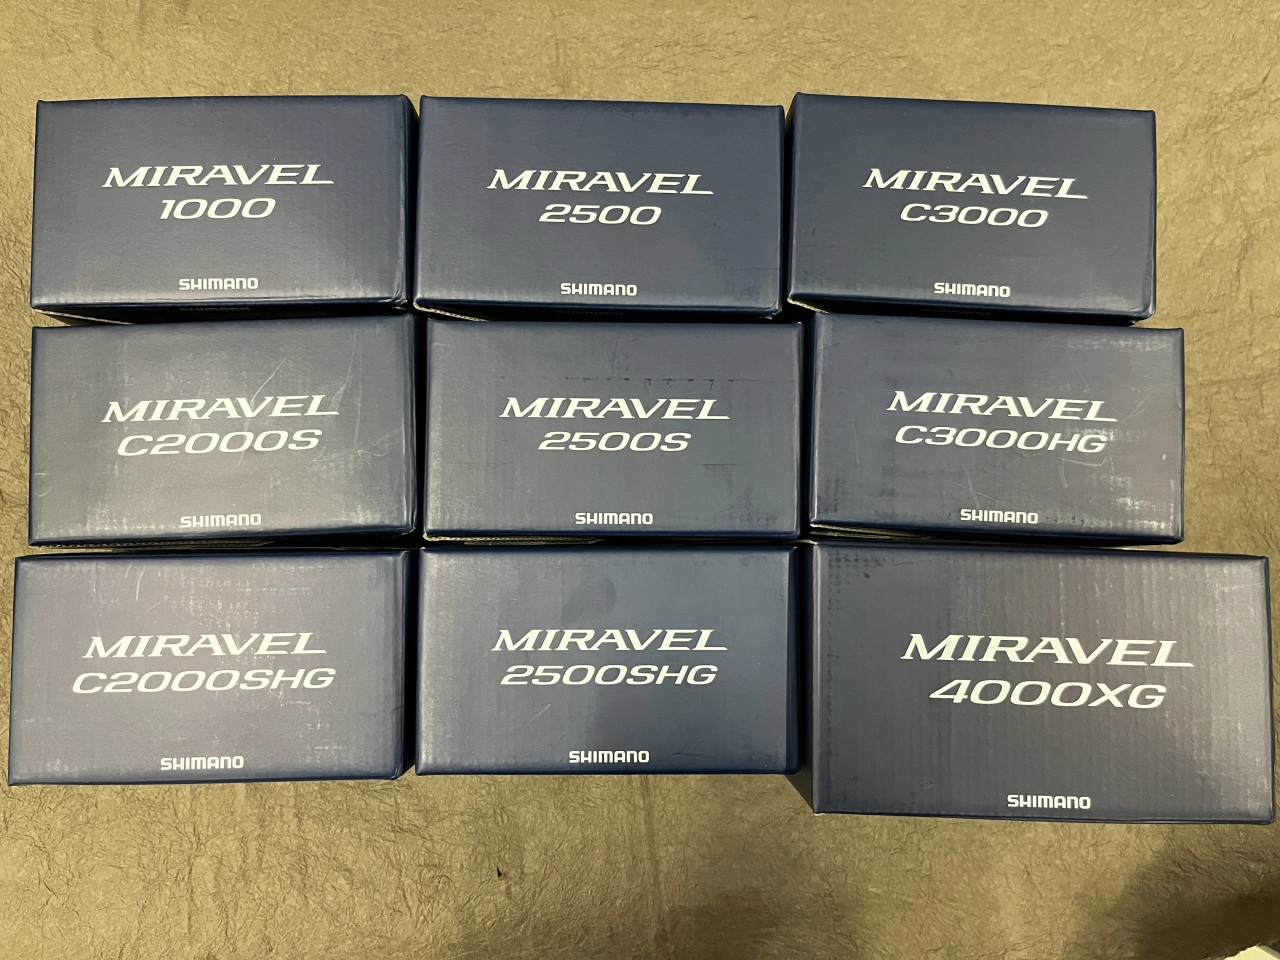 MIRAVEL
1000
SHIMANO
MIRAVEL
2500
SHIMANO
MIRAVEL
C3000
SHIMANO
MIRAVEL
C2000S
SHIMANO
MIRAVEL
2500S
SHIMANO
MIRAVEL
C3000HG
SHIMANO
MIRAVEL
C2000SHG
SHIMANO
MIRAVEL
2500SHG
SHIMANO
MIRAVEL
4000XG
SHIMANO